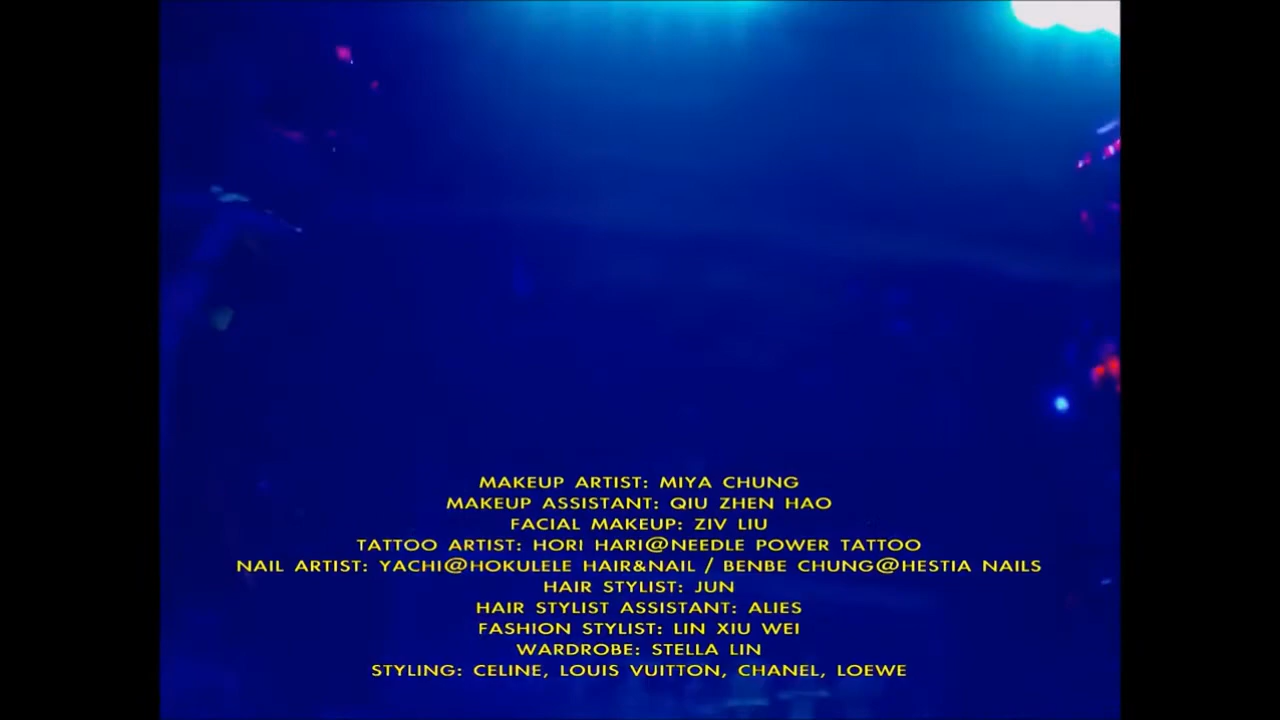 MAKEUP ARTIST: MIYA CHUNG
MAKEUP ASSISTANT: QIU ZHEN HAO
FACIAL MAKEUP: ZIV LIU
TATTOO ARTIST: HORI HARI@NEEDLE POWER TATTOO
NAIL ARTIST: YACHI@HOKULELE HAIR&NAIL / BENBE CHUNG@HESTIA NAILS
HAIR STYLIST: JUN
HAIR STYLIST ASSISTANT: ALIES
FASHION STYLIST: LIN XIU WEI
WARDROBE: STELLA LIN
STYLING: CELINE, LOUIS VUITTON, CHANEL, LOEWE